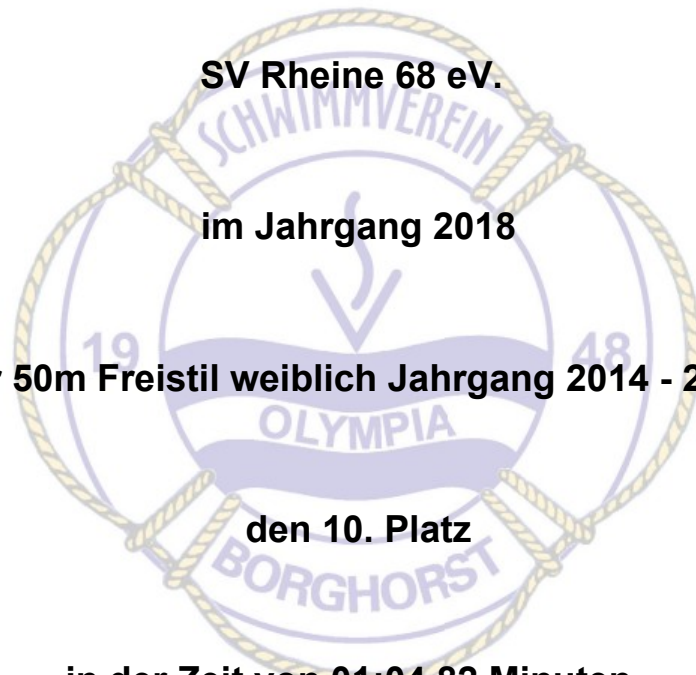 SV Rheine 68 eV.
SCHWIMMVEREIN
im Jahrgang 2018
19 48
50m Freistil weiblich Jahrgang 2014 - 2
OLYMPIA
den 10. Platz
BORGHORST
in der Zeit von 01:04,82 Minuten